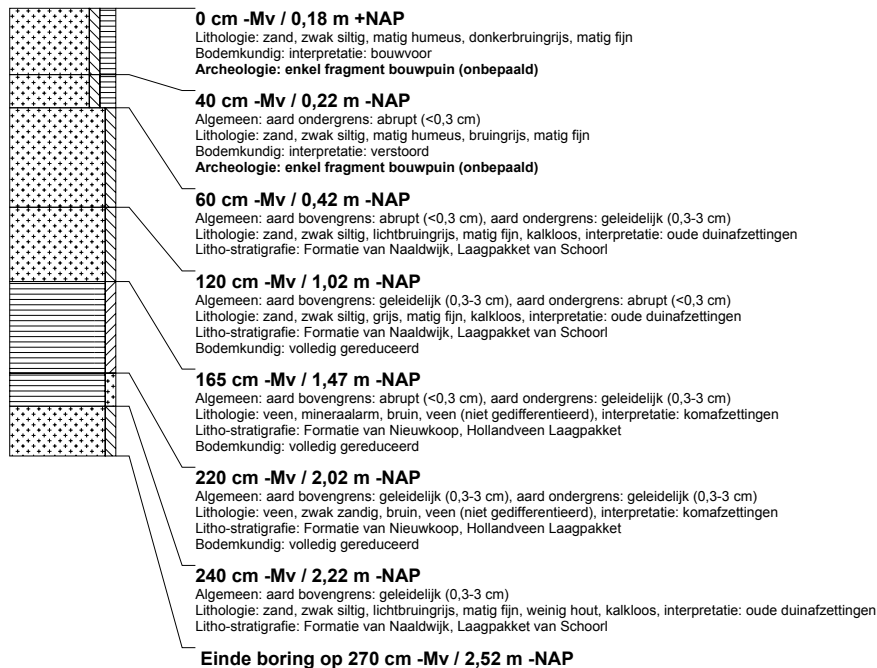 0 cm -Mv / 0,18 m +NAP
Lithologie: zand, zwak siltig, matig humeus, donkerbruingrijs, matig fijn
Bodemkundig: interpretatie: bouwvoor
Archeologie: enkel fragment bouwpuin (onbepaald)
40 cm -Mv / 0,22 m -NAP
Algemeen: aard ondergrens: abrupt (<0,3 cm)
Lithologie: zand, zwak siltig, matig humeus, bruingrijs, matig fijn
Bodemkundig: interpretatie: verstoord
Archeologie: enkel fragment bouwpuin (onbepaald)
60 cm -Mv / 0,42 m -NAP
Algemeen: aard bovengrens: abrupt (<0,3 cm), aard ondergrens: geleidelijk (0,3-3 cm)
Lithologie: zand, zwak siltig, lichtbruingrijs, matig fijn, kalkloos, interpretatie: oude duinafzettingen
Litho-stratigrafie: Formatie van Naaldwijk, Laagpakket van Schoorl
120 cm -Mv / 1,02 m -NAP
Algemeen: aard bovengrens: geleidelijk (0,3-3 cm), aard ondergrens: abrupt (<0,3 cm)
Lithologie: zand, zwak siltig, grijs, matig fijn, kalkloos, interpretatie: oude duinafzettingen
Litho-stratigrafie: Formatie van Naaldwijk, Laagpakket van Schoorl
Bodemkundig: volledig gereduceerd
165 cm -Mv / 1,47 m -NAP
Algemeen: aard bovengrens: abrupt (<0,3 cm), aard ondergrens: geleidelijk (0,3-3 cm)
Lithologie: veen, mineraalarm, bruin, veen (niet gedifferentieerd), interpretatie: komafzettingen
Litho-stratigrafie: Formatie van Nieuwkoop, Hollandveen Laagpakket
Bodemkundig: volledig gereduceerd
220 cm -Mv / 2,02 m -NAP
Algemeen: aard bovengrens: geleidelijk (0,3-3 cm), aard ondergrens: geleidelijk (0,3-3 cm)
Lithologie: veen, zwak zandig, bruin, veen (niet gedifferentieerd), interpretatie: komafzettingen
Litho-stratigrafie: Formatie van Nieuwkoop, Hollandveen Laagpakket
Bodemkundig: volledig gereduceerd
240 cm -Mv / 2,22 m -NAP
Algemeen: aard bovengrens: geleidelijk (0,3-3 cm)
Lithologie: zand, zwak siltig, lichtbruingrijs, matig fijn, weinig hout, kalkloos, interpretatie: oude duinafzettingen
Litho-stratigrafie: Formatie van Naaldwijk, Laagpakket van Schoorl
Einde boring op 270 cm -Mv / 2,52 m -NAP